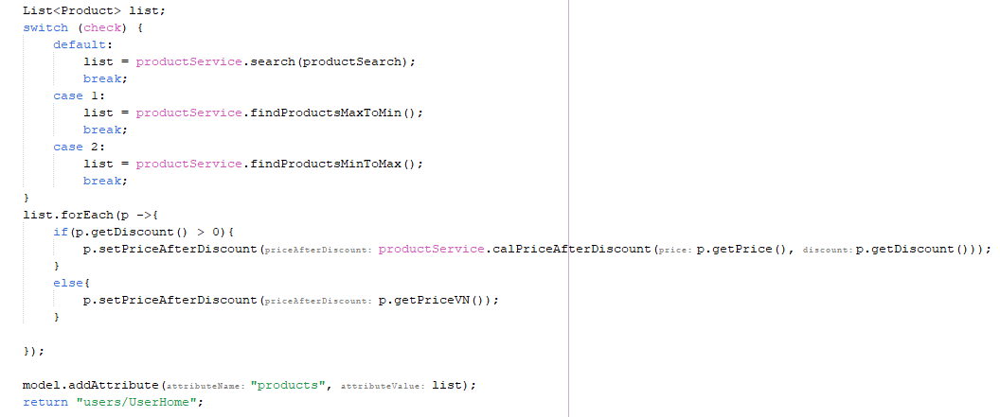 List<Product> list;
switch (check) {
    default:
        list = productService.search(productSearch);
        break;
    case 1:
        list = productService.findProductsMaxToMin();
        break;
    case 2:
        list = productService.findProductsMinToMax();
        break;
}
list.forEach(p ->{
    if(p.getDiscount() > 0){
        p.setPriceAfterDiscount(priceAfterDiscount: productService.calPriceAfterDiscount(price: p.getPrice(), discount: p.getDiscount()));
    }
    else{
        p.setPriceAfterDiscount(priceAfterDiscount: p.getPriceVN());
    }
});
model.addAttribute(attributeName: "products", attributeValue: list);
return "users/UserHome";